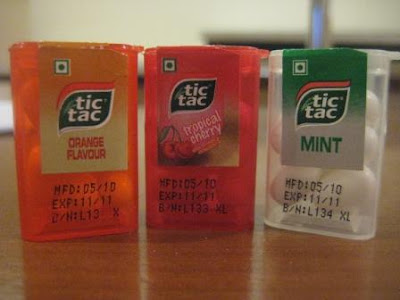 tic
tac
ORANGE
FLAVOUR
MFD:05/10
EXP:11/11
B/N:L13 X
tic
tac
tropical
cherry
MFD:05/10
EXP:11/11
B/N:L133 XL
tic
tac
MINT
MFD:05/10
EXP:11/11
B/N:L134 XL